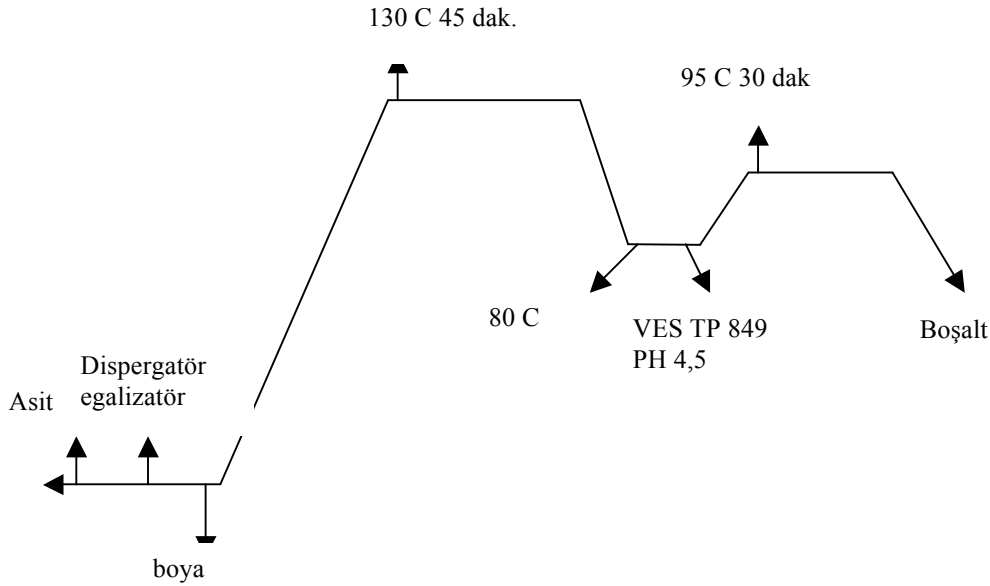 130 C 45 dak.
95 C 30 dak
80 C
VES TP 849
PH 4,5
Boşalt
Dispergatör
egalizatör
Asit
boya